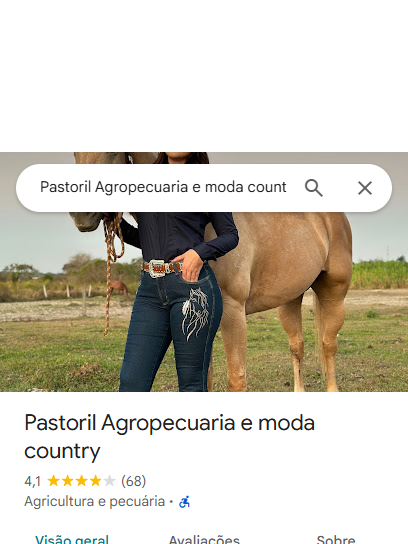 Pastoril Agropecuaria e moda count
Pastoril Agropecuaria e moda
country
4,1 (68)
Agricultura e pecuária ·
Visão geral Avaliações Sobre